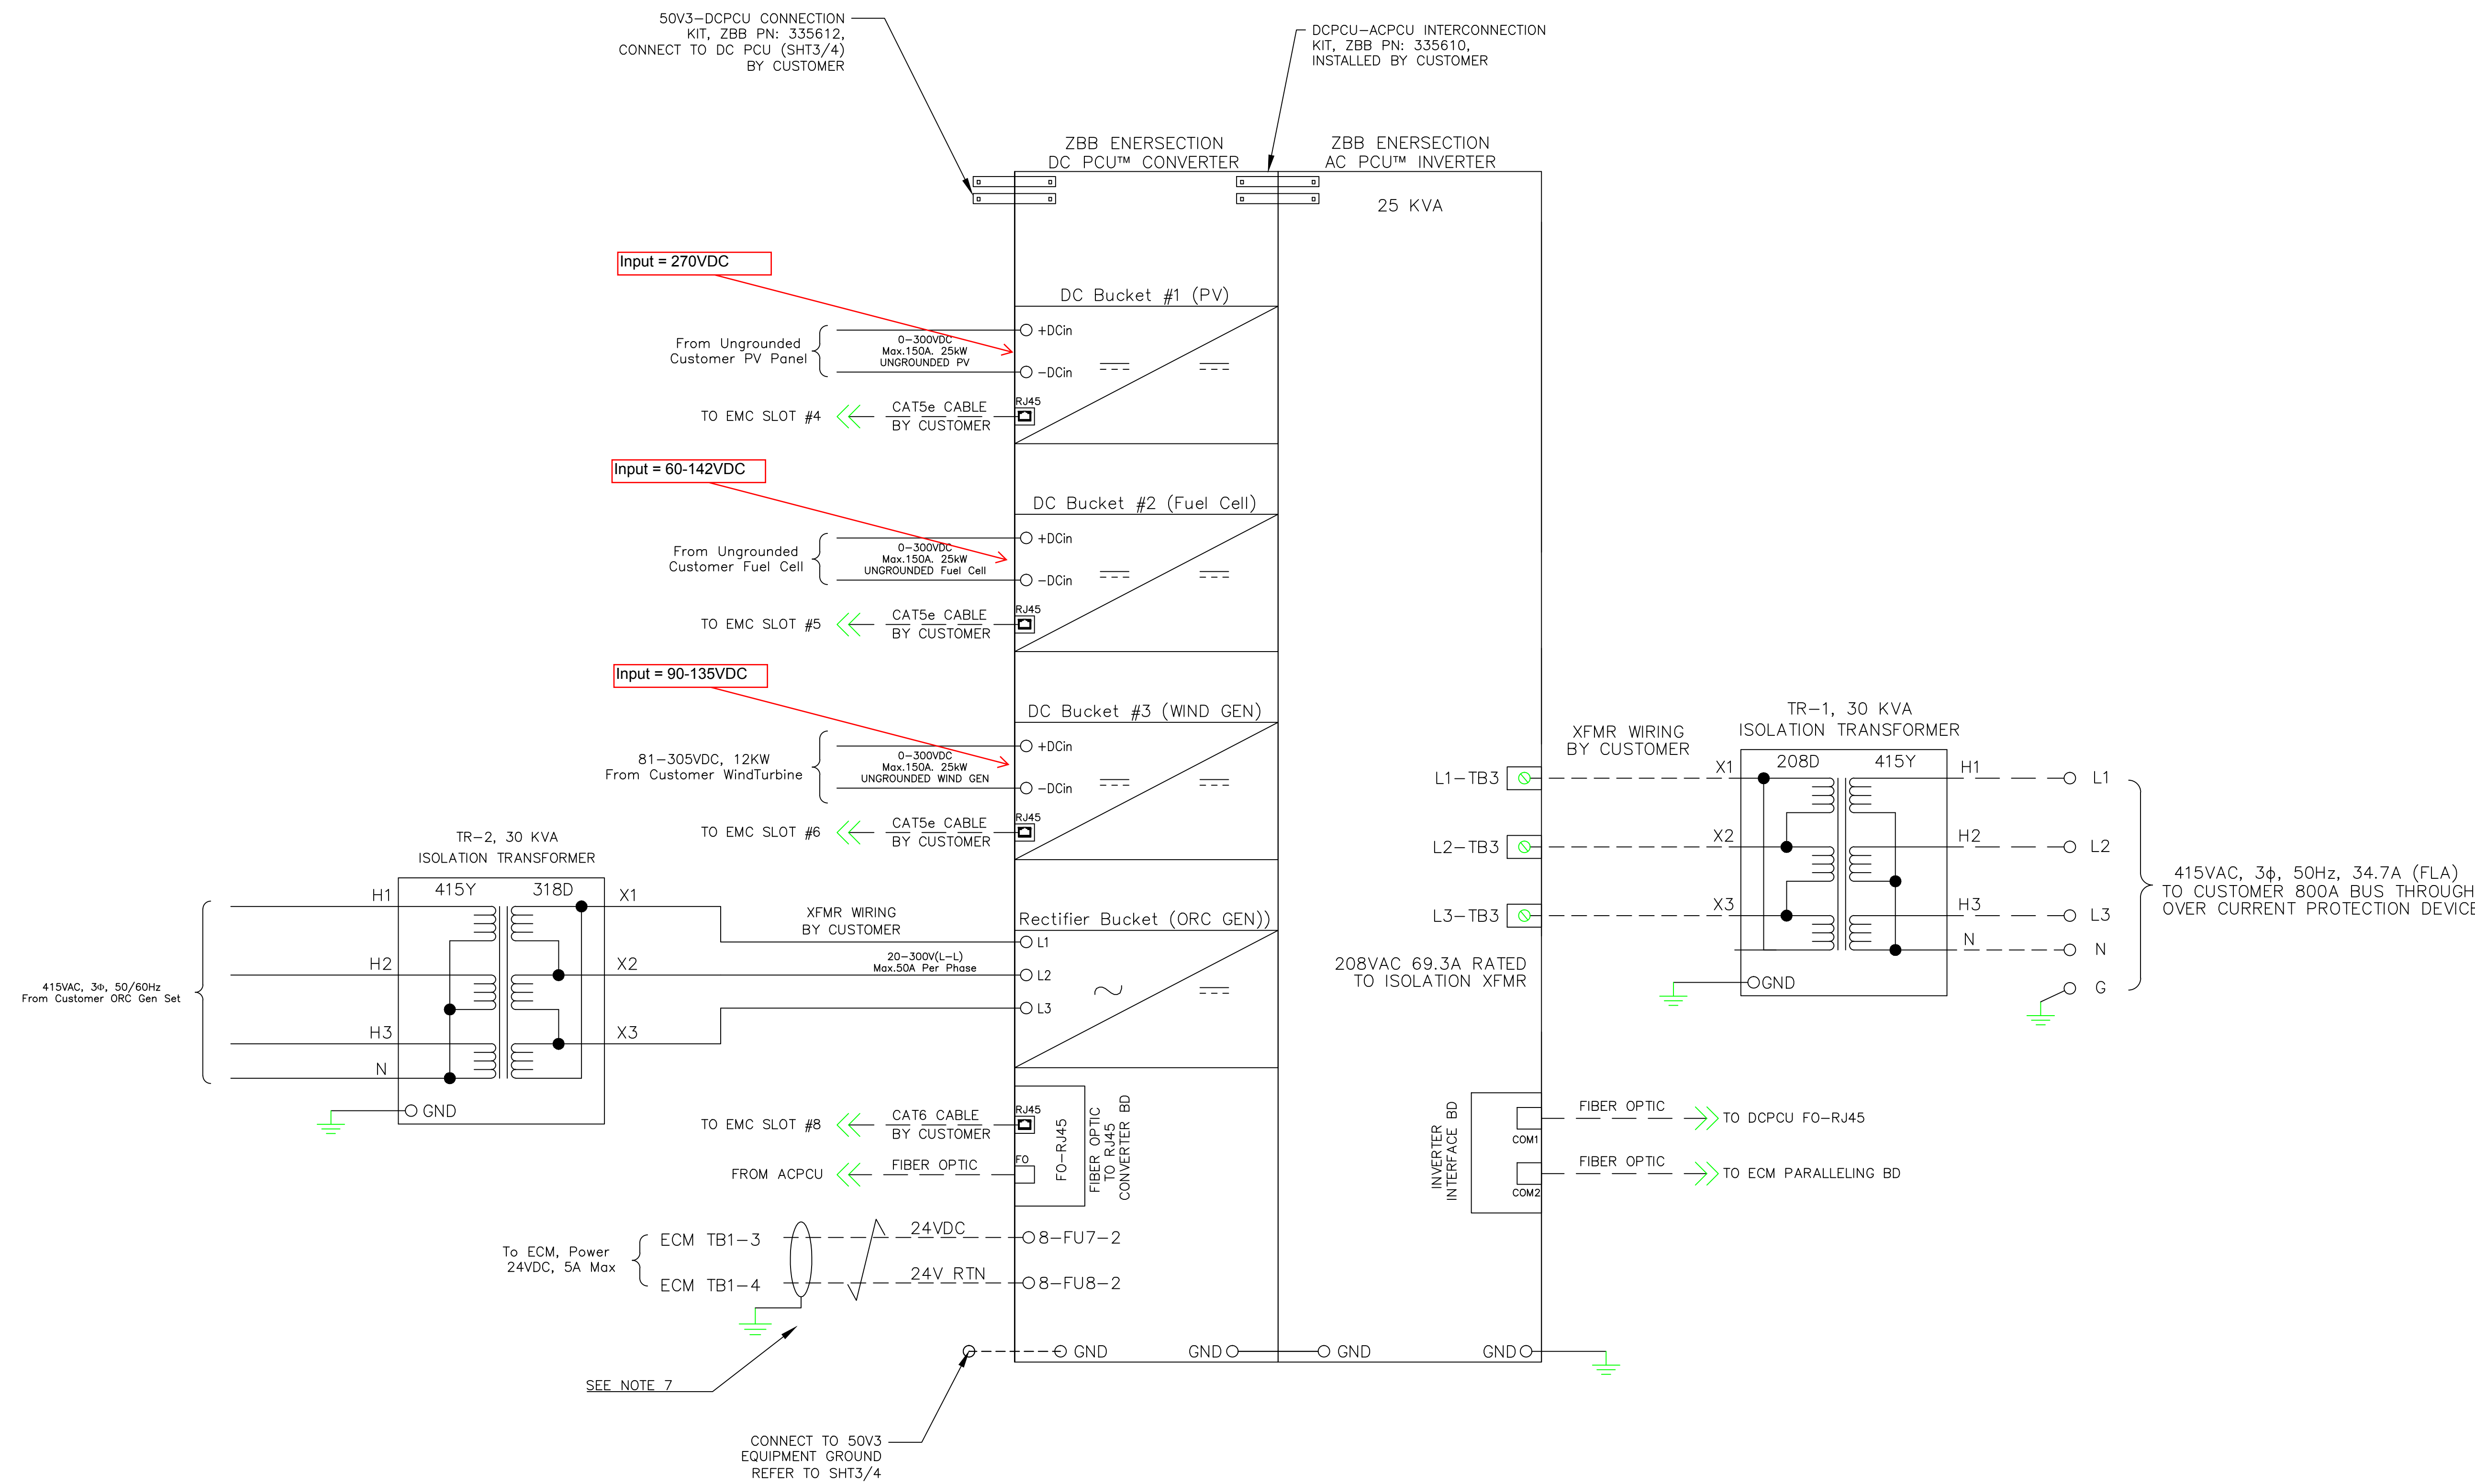 50V3-DCPCU CONNECTION
KIT, ZBB PN: 335612,
CONNECT TO DC PCU (SHT3/4)
BY CUSTOMER
DCPCU-ACPCU INTERCONNECTION
KIT, ZBB PN: 335610,
INSTALLED BY CUSTOMER
ZBB ENERSECTION
DC PCU™ CONVERTER
ZBB ENERSECTION
AC PCU™ INVERTER
25 KVA
Input = 270VDC
DC Bucket #1 (PV)
From Ungrounded
Customer PV Panel
0-300VDC
Max.150A. 25kW
UNGROUNDED PV
+DCin
-DCin
RJ45
TO EMC SLOT #4
CAT5e CABLE
BY CUSTOMER
Input = 60-142VDC
DC Bucket #2 (Fuel Cell)
From Ungrounded
Customer Fuel Cell
0-300VDC
Max.150A. 25kW
UNGROUNDED Fuel Cell
+DCin
-DCin
RJ45
TO EMC SLOT #5
CAT5e CABLE
BY CUSTOMER
Input = 90-135VDC
DC Bucket #3 (WIND GEN)
81-305VDC, 12KW
From Customer WindTurbine
0-300VDC
Max.150A. 25kW
UNGROUNDED WIND GEN
+DCin
-DCin
RJ45
TO EMC SLOT #6
CAT5e CABLE
BY CUSTOMER
TR-2, 30 KVA
ISOLATION TRANSFORMER
415Y
318D
H1
H2
H3
N
GND
X1
X2
X3
415VAC, 3Φ, 50/60Hz
From Customer ORC Gen Set
XFMR WIRING
BY CUSTOMER
20-300V(L-L)
Max.50A Per Phase
Rectifier Bucket (ORC GEN))
L1
L2
L3
TO EMC SLOT #8
CAT6 CABLE
BY CUSTOMER
RJ45
FROM ACPCU
FIBER OPTIC
FO
FO-RJ45
FIBER OPTIC
TO RJ45
CONVERTER BD
To ECM, Power
24VDC, 5A Max
ECM TB1-3
ECM TB1-4
24VDC
24V RTN
8-FU7-2
8-FU8-2
SEE NOTE 7
GND
GND
GND
GND
CONNECT TO 50V3
EQUIPMENT GROUND
REFER TO SHT3/4
L1-TB3
L2-TB3
L3-TB3
208VAC 69.3A RATED
TO ISOLATION XFMR
XFMR WIRING
BY CUSTOMER
TR-1, 30 KVA
ISOLATION TRANSFORMER
208D
415Y
X1
X2
X3
GND
H1
H2
H3
N
L1
L2
L3
N
G
415VAC, 3ϕ, 50Hz, 34.7A (FLA)
TO CUSTOMER 800A BUS THROUGH
OVER CURRENT PROTECTION DEVICE
INVERTER
INTERFACE BD
COM1
COM2
FIBER OPTIC
TO DCPCU FO-RJ45
FIBER OPTIC
TO ECM PARALLELING BD